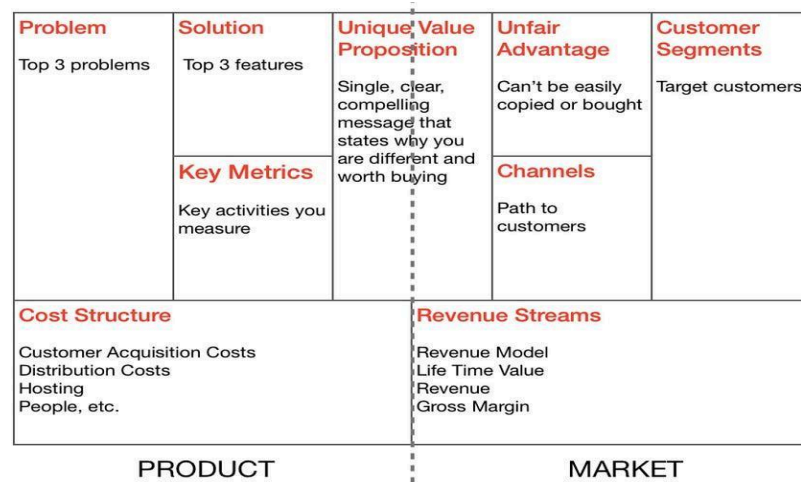 Problem
Top 3 problems
Solution
Top 3 features
Key Metrics
Key activities you
measure
Unique Value
Proposition
Single, clear,
compelling
message that
states why you
are different and
worth buying
Unfair
Advantage
Can't be easily
copied or bought
Channels
Path to
customers
Customer
Segments
Target customers
Cost Structure
Customer Acquisition Costs
Distribution Costs
Hosting
People, etc.
Revenue Streams
Revenue Model
Life Time Value
Revenue
Gross Margin
PRODUCT
MARKET